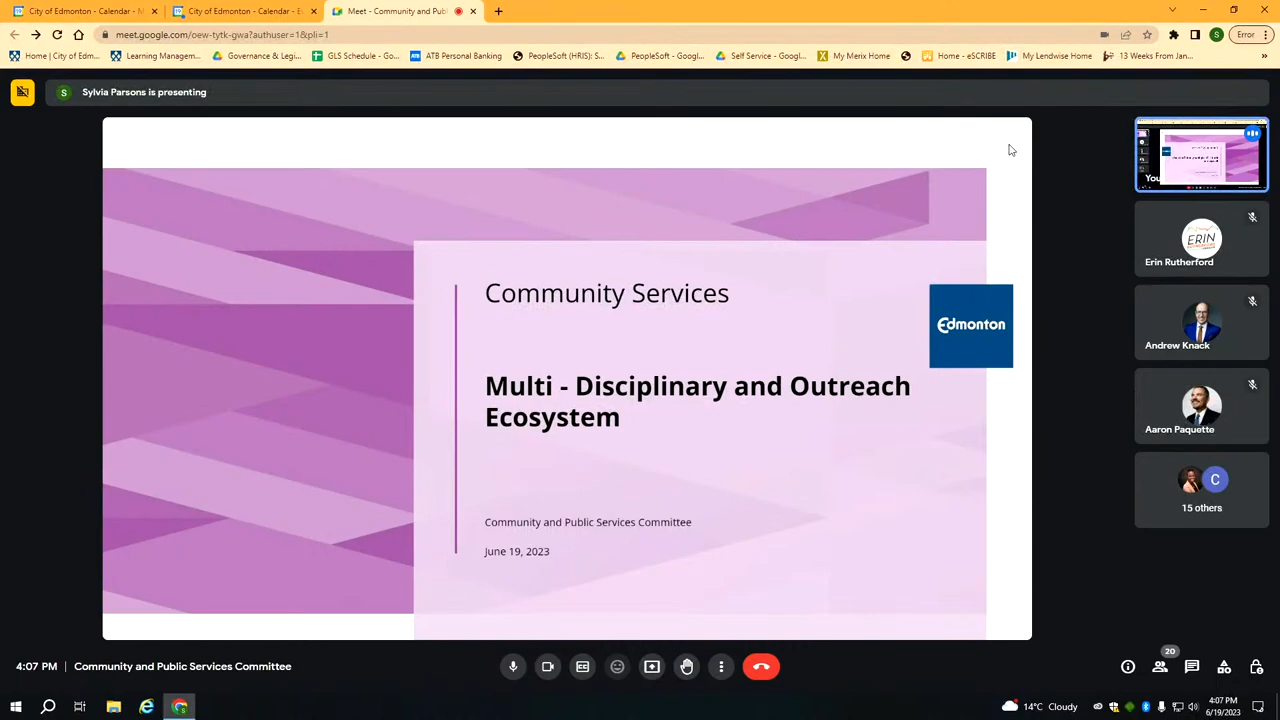 City of Edmonton - Calendar - M
City of Edmonton - Calendar - E
Meet - Community and Publ
meet.google.com/oew-tytk-gwa?authuser=1&pli=1
S
Error
Home | City of Edm...
Learning Managem...
Governance & Legi...
GLS Schedule - Go...
ATB Personal Banking
PeopleSoft (HRIS): S...
PeopleSoft - Googl...
Self Service - Googl...
My Merix Home
Home - eSCRIBE
My Lendwise Home
13 Weeks From Jan...
S
Sylvia Parsons is presenting
Community Services
Edmonton
Multi - Disciplinary and Outreach
Ecosystem
Community and Public Services Committee
June 19, 2023
You
ERIN
Erin Rutherford
Andrew Knack
Aaron Paquette
C
15 others
4:07 PM | Community and Public Services Committee
20
14°C Cloudy
4:07 PM
6/19/2023